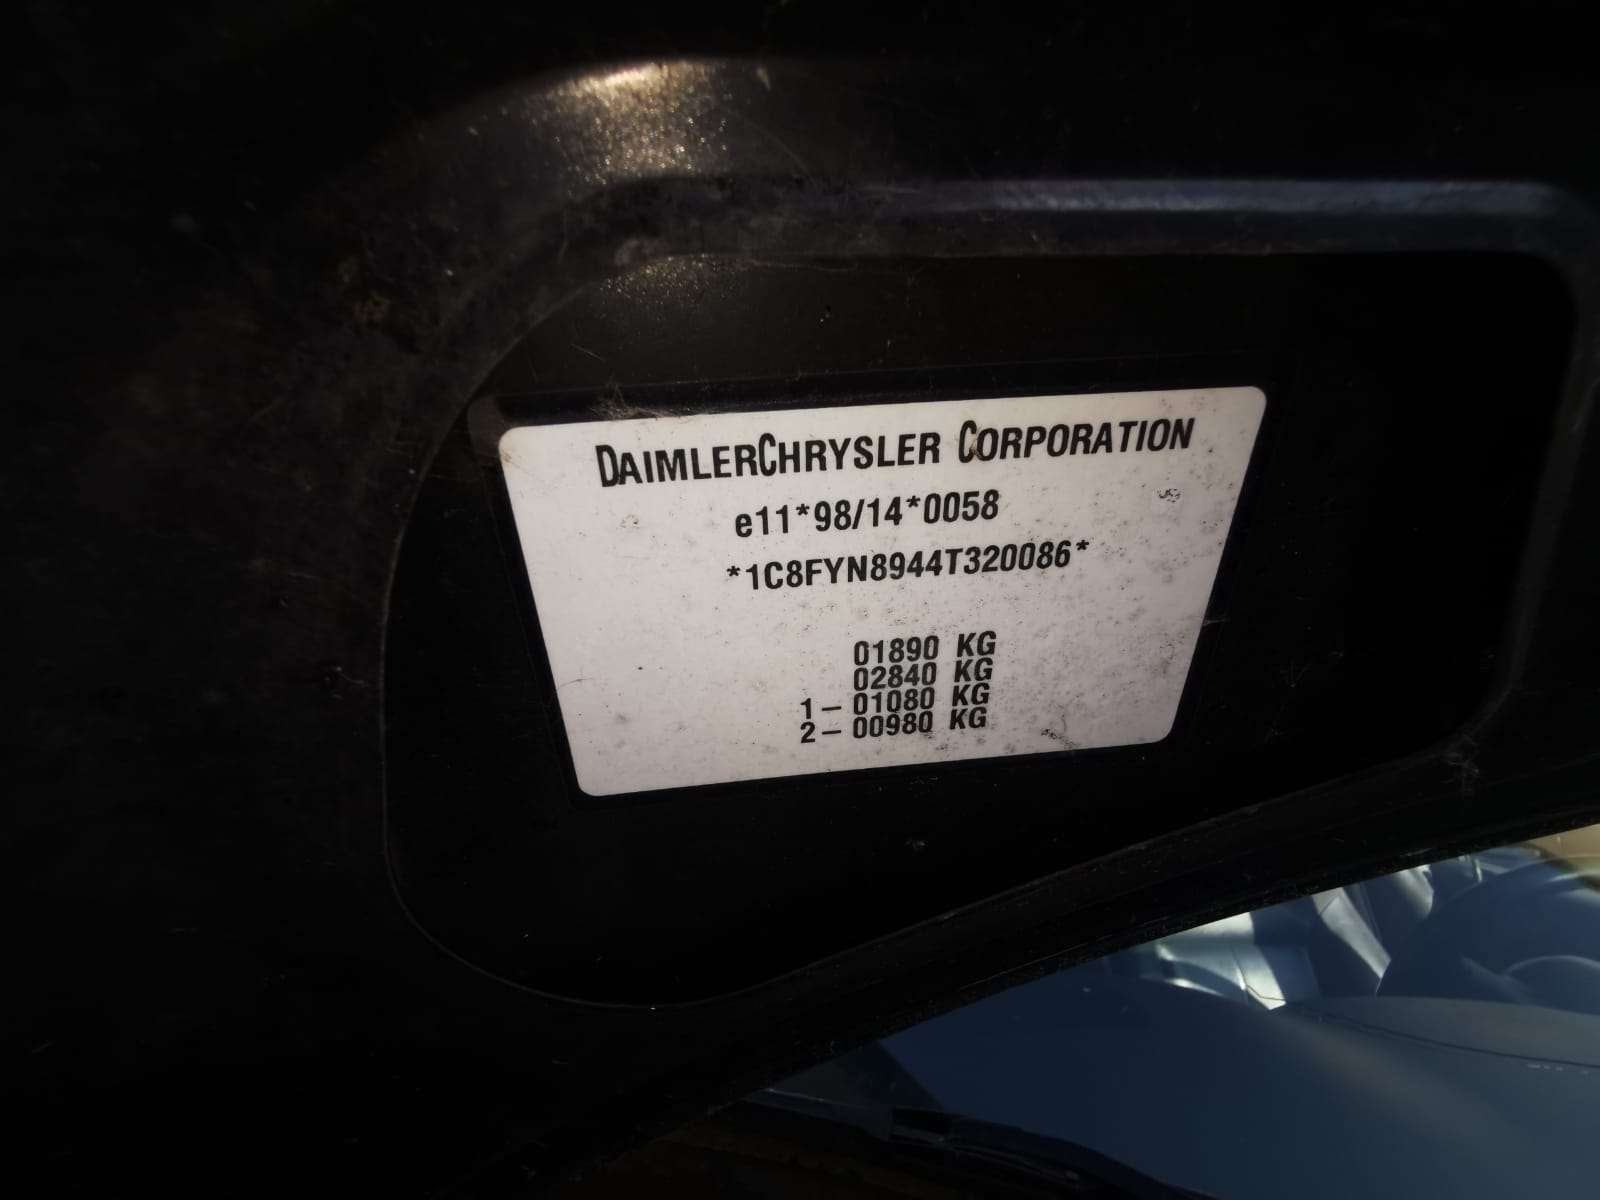 DAIMLERCHRYSLER CORPORATION
e11*98/14*0058
*1C8FYN8944T320086*
01890 KG
02840 KG
1– 01080 KG
2– 00980 KG